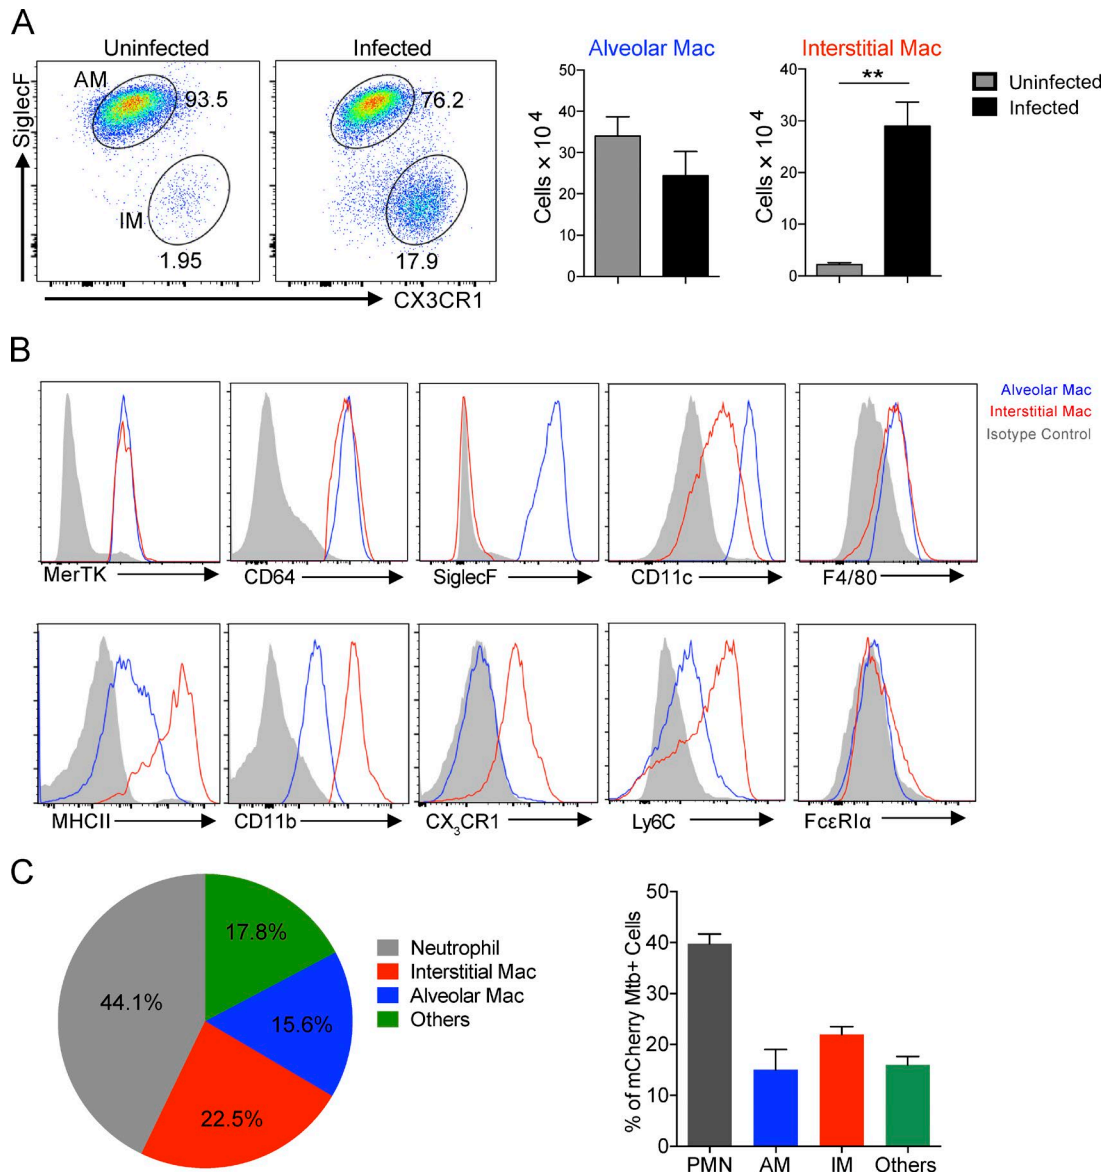 A
Uninfected
Infected
AM
93.5
IM
1.95
76.2
17.9
SiglecF
CX3CR1
Alveolar Mac
Cells × 10⁴
50
40
30
20
10
0
Interstitial Mac
Cells × 10⁴
40
30
20
10
0
**
Uninfected
Infected
B
Alveolar Mac
Interstitial Mac
Isotype Control
MerTK
CD64
SiglecF
CD11c
F4/80
MHCII
CD11b
CX₃CR1
Ly6C
FcεRIα
C
17.8%
44.1%
15.6%
22.5%
Neutrophil
Interstitial Mac
Alveolar Mac
Others
% of mCherry Mtb+ Cells
50
40
30
20
10
0
PMN
AM
IM
Others